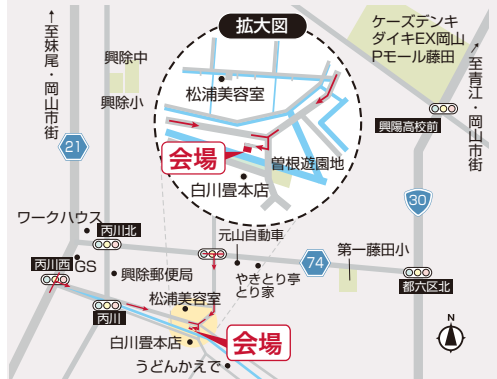 ↑至妹尾・岡山市街
興除中
興除小
21
拡大図
松浦美容室
会場
曽根遊園地
白川畳本店
ケーズデンキ
ダイキEX岡山
Pモール藤田
↑至青江・岡山市街
興陽高校前
30
ワークハウス
丙川北
丙川西
GS
興除郵便局
丙川
元山自動車
やきとり亭
とり家
74
第一藤田小
都六区北
松浦美容室
会場
白川畳本店
うどんかえで
N